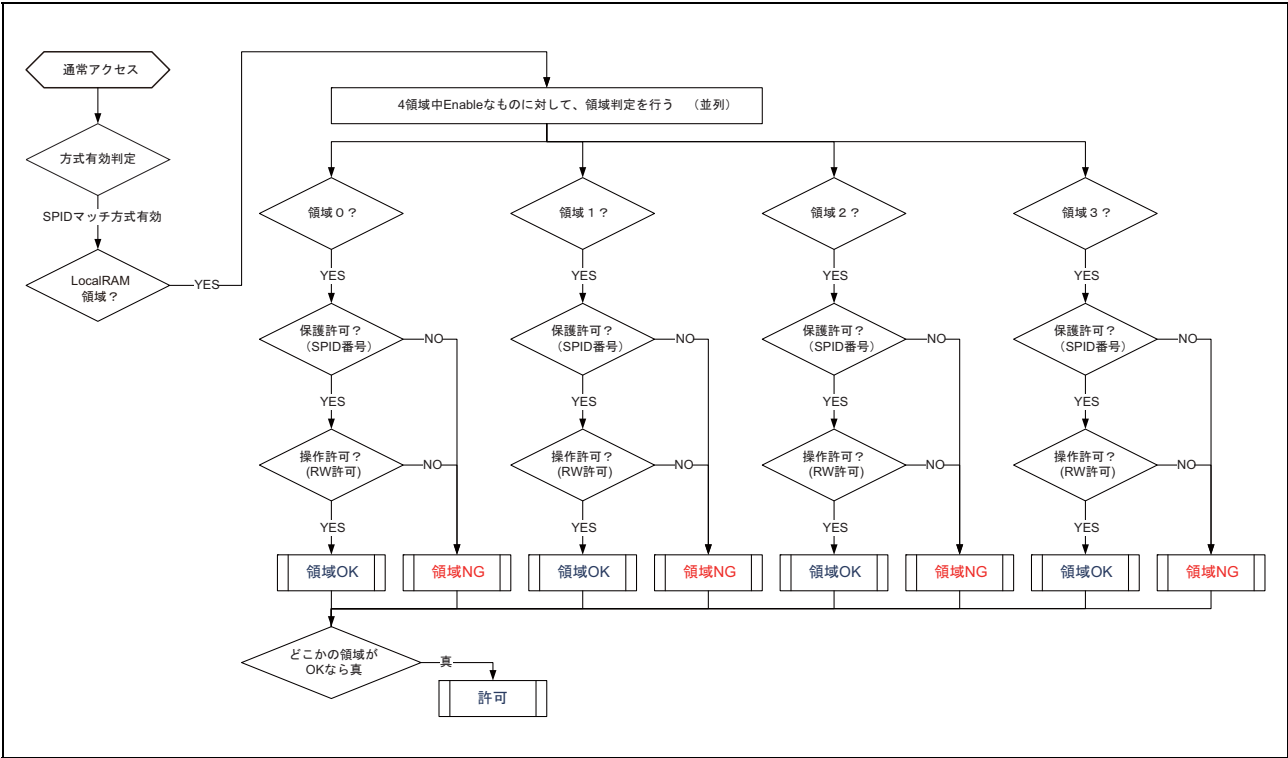 通常アクセス
4領域中Enableなものに対して、領域判定を行う （並列）
方式有効判定
SPIDマッチ方式有効
LocalRAM
領域？
YES
領域０？
領域１？
領域２？
領域３？
YES
YES
YES
YES
保護許可？
（SPID番号）
NO
保護許可？
（SPID番号）
NO
保護許可？
（SPID番号）
NO
保護許可？
（SPID番号）
NO
YES
YES
YES
YES
操作許可？
(RW許可)
NO
操作許可？
(RW許可)
NO
操作許可？
(RW許可)
NO
操作許可？
(RW許可)
NO
YES
YES
YES
YES
領域OK
領域NG
領域OK
領域NG
領域OK
領域NG
領域OK
領域NG
どこかの領域が
OKなら真
真
許可